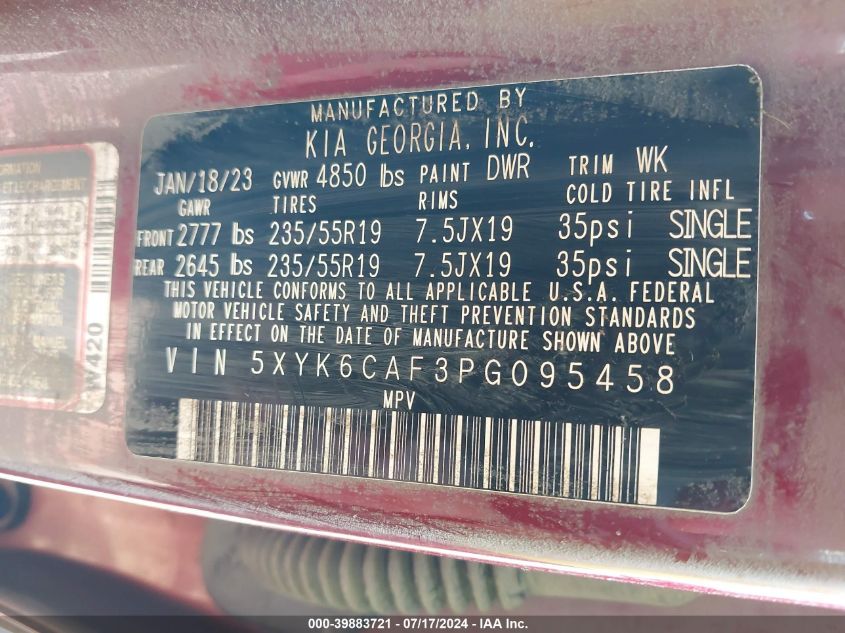 MANUFACTURED BY
KIA GEORGIA, INC.
JAN/18/23 GVWR 4850 lbs PAINT DWR TRIM WK
GAWR TIRES RIMS COLD TIRE INFL
FRONT 2777 lbs 235/55R19 7.5JX19 35psi SINGLE
REAR 2645 lbs 235/55R19 7.5JX19 35psi SINGLE
THIS VEHICLE CONFORMS TO ALL APPLICABLE U.S.A. FEDERAL
MOTOR VEHICLE SAFETY AND THEFT PREVENTION STANDARDS
IN EFFECT ON THE DATE OF MANUFACTURE SHOWN ABOVE.
VIN 5XYK6CAF3PG095458
MPV
W420
000-39883721 - 07/17/2024 - IAA Inc.